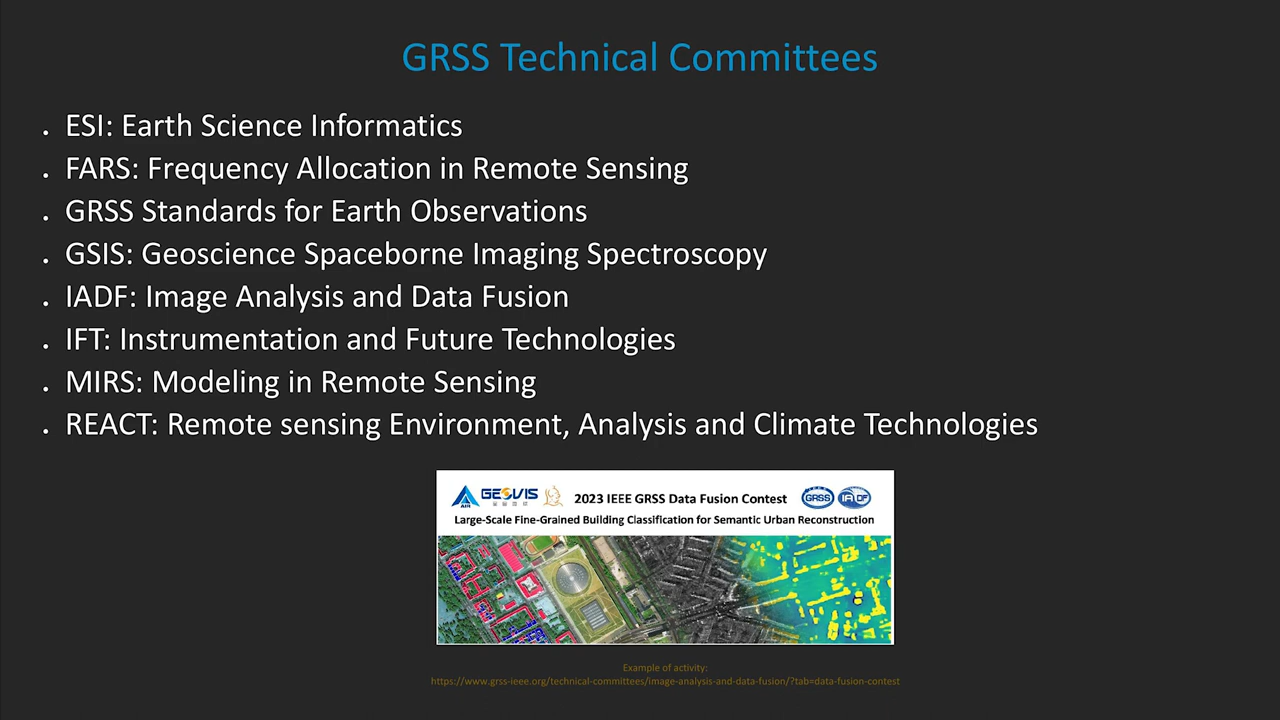 GRSS Technical Committees
ESI: Earth Science Informatics
FARS: Frequency Allocation in Remote Sensing
GRSS Standards for Earth Observations
GSIS: Geoscience Spaceborne Imaging Spectroscopy
IADF: Image Analysis and Data Fusion
IFT: Instrumentation and Future Technologies
MIRS: Modeling in Remote Sensing
REACT: Remote sensing Environment, Analysis and Climate Technologies
AIR GEOVIS 2023 IEEE GRSS Data Fusion Contest GRSS IADF
Large-Scale Fine-Grained Building Classification for Semantic Urban Reconstruction
Example of activity:
https://www.grss-ieee.org/technical-committees/image-analysis-and-data-fusion/?tab=data-fusion-contest